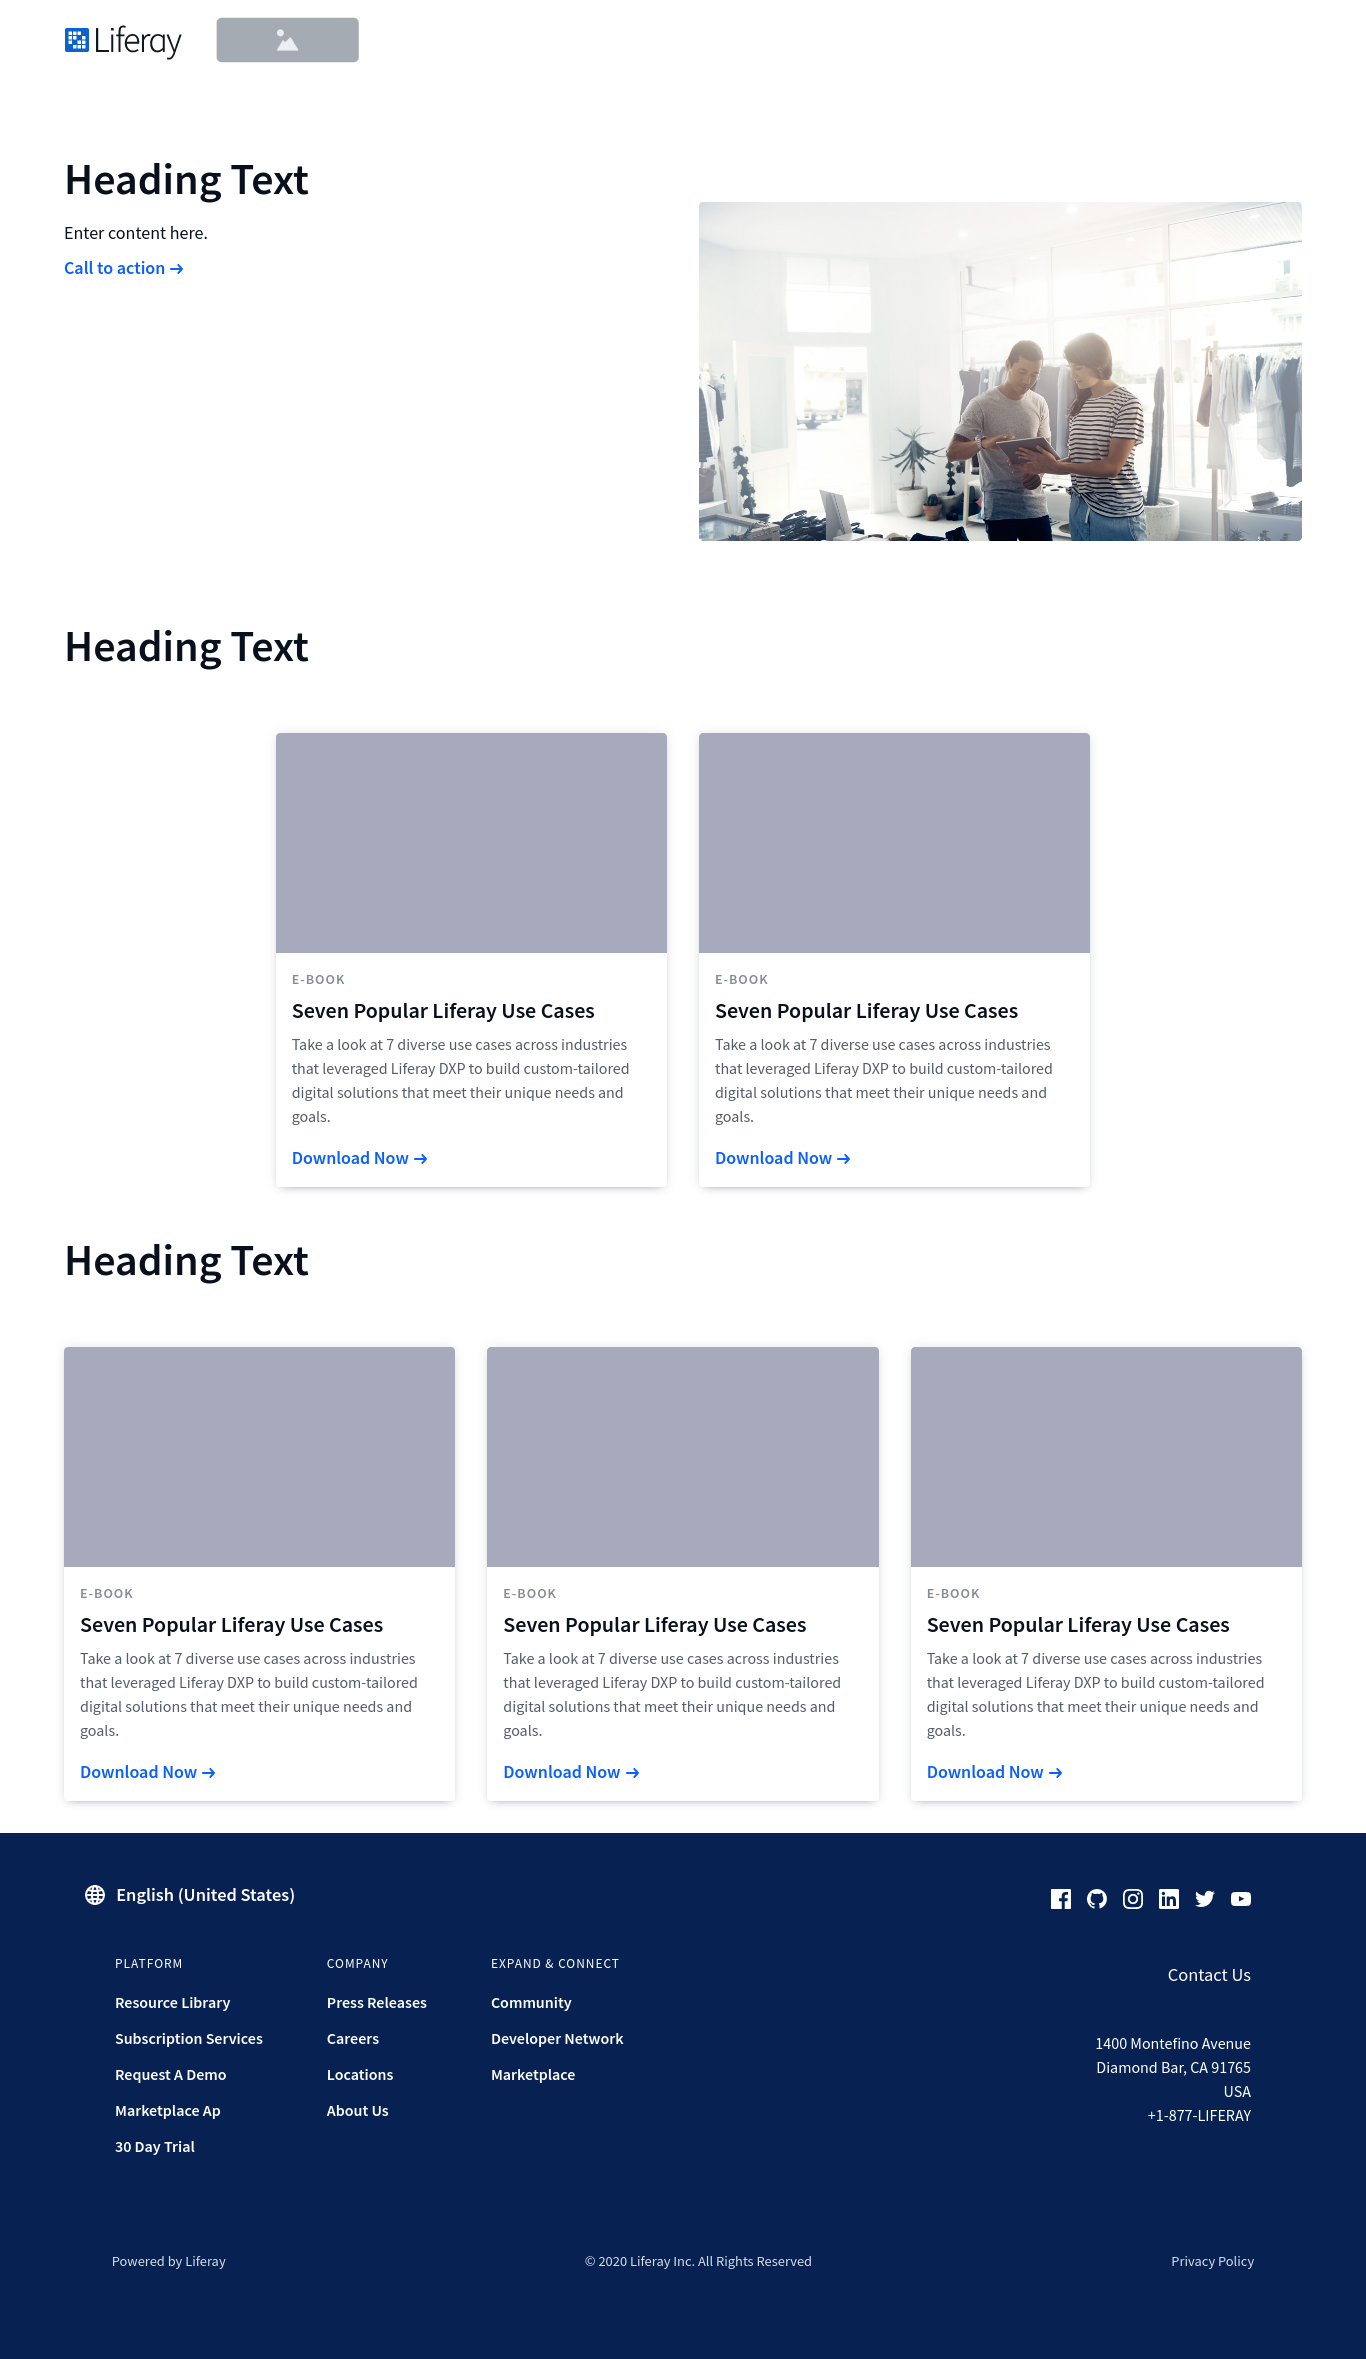 Liferay
Heading Text
Enter content here.
Call to action →
Heading Text
E-BOOK
Seven Popular Liferay Use Cases
Take a look at 7 diverse use cases across industries
that leveraged Liferay DXP to build custom-tailored
digital solutions that meet their unique needs and
goals.
Download Now →
E-BOOK
Seven Popular Liferay Use Cases
Take a look at 7 diverse use cases across industries
that leveraged Liferay DXP to build custom-tailored
digital solutions that meet their unique needs and
goals.
Download Now →
Heading Text
E-BOOK
Seven Popular Liferay Use Cases
Take a look at 7 diverse use cases across industries
that leveraged Liferay DXP to build custom-tailored
digital solutions that meet their unique needs and
goals.
Download Now →
E-BOOK
Seven Popular Liferay Use Cases
Take a look at 7 diverse use cases across industries
that leveraged Liferay DXP to build custom-tailored
digital solutions that meet their unique needs and
goals.
Download Now →
E-BOOK
Seven Popular Liferay Use Cases
Take a look at 7 diverse use cases across industries
that leveraged Liferay DXP to build custom-tailored
digital solutions that meet their unique needs and
goals.
Download Now →
English (United States)
PLATFORM
Resource Library
Subscription Services
Request A Demo
Marketplace Ap
30 Day Trial
COMPANY
Press Releases
Careers
Locations
About Us
EXPAND & CONNECT
Community
Developer Network
Marketplace
Contact Us
1400 Montefino Avenue
Diamond Bar, CA 91765
USA
+1-877-LIFERAY
Powered by Liferay
© 2020 Liferay Inc. All Rights Reserved
Privacy Policy